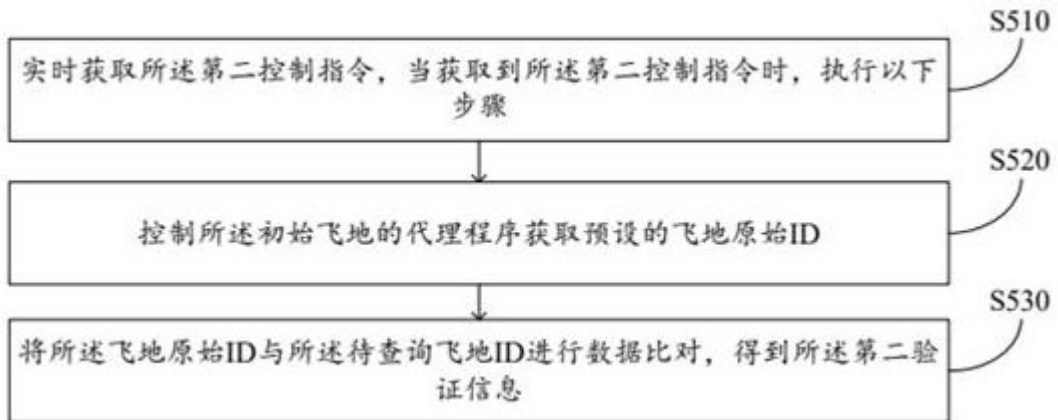 S510
实时获取所述第二控制指令，当获取到所述第二控制指令时，执行以下
步骤
S520
控制所述初始飞地的代理程序获取预设的飞地原始ID
S530
将所述飞地原始ID与所述待查询飞地ID进行数据比对，得到所述第二验
证信息